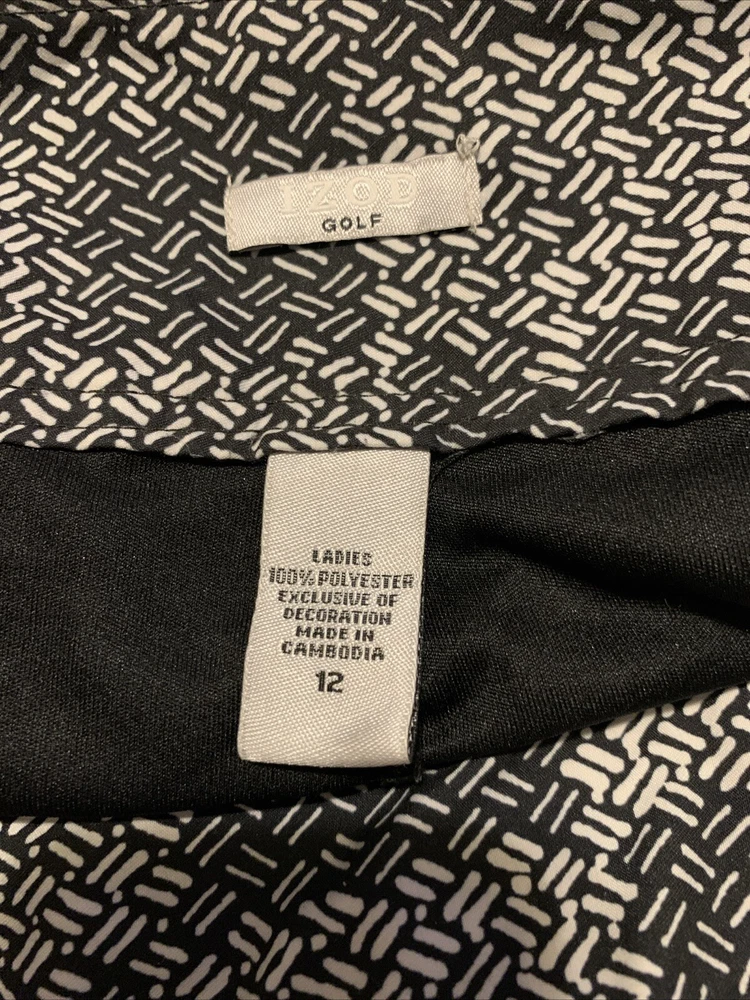 IZOD
GOLF
LADIES
100% POLYESTER
EXCLUSIVE OF
DECORATION
MADE IN
CAMBODIA
12